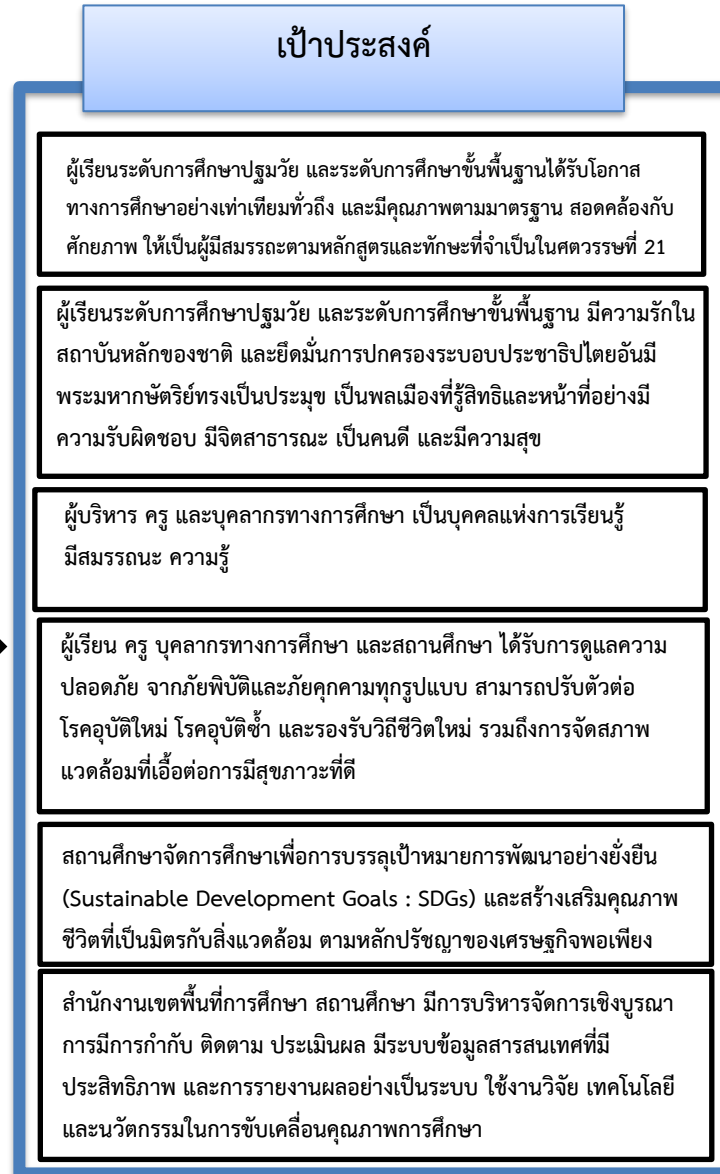 เป้าประสงค์
ผู้เรียนระดับการศึกษาปฐมวัย และระดับการศึกษาขั้นพื้นฐานได้รับโอกาส
ทางการศึกษาอย่างเท่าเทียมทั่วถึง และมีคุณภาพตามมาตรฐาน สอดคล้องกับ
ศักยภาพ ให้เป็นผู้มีสมรรถะตามหลักสูตรและทักษะที่จำเป็นในศตวรรษที่ 21
ผู้เรียนระดับการศึกษาปฐมวัย และระดับการศึกษาขั้นพื้นฐาน มีความรักใน
สถาบันหลักของชาติ และยึดมั่นการปกครองระบอบประชาธิปไตยอันมี
พระมหากษัตริย์ทรงเป็นประมุข เป็นพลเมืองที่รู้สิทธิและหน้าที่อย่างมี
ความรับผิดชอบ มีจิตสาธารณะ เป็นคนดี และมีความสุข
ผู้บริหาร ครู และบุคลากรทางการศึกษา เป็นบุคคลแห่งการเรียนรู้
มีสมรรถนะ ความรู้
ผู้เรียน ครู บุคลากรทางการศึกษา และสถานศึกษา ได้รับการดูแลความ
ปลอดภัย จากภัยพิบัติและภัยคุกคามทุกรูปแบบ สามารถปรับตัวต่อ
โรคอุบัติใหม่ โรคอุบัติซ้ำ และรองรับวิถีชีวิตใหม่ รวมถึงการจัดสภาพ
แวดล้อมที่เอื้อต่อการมีสุขภาวะที่ดี
สถานศึกษาจัดการศึกษาเพื่อการบรรลุเป้าหมายการพัฒนาอย่างยั่งยืน
(Sustainable Development Goals : SDGs) และสร้างเสริมคุณภาพ
ชีวิตที่เป็นมิตรกับสิ่งแวดล้อม ตามหลักปรัชญาของเศรษฐกิจพอเพียง
สำนักงานเขตพื้นที่การศึกษา สถานศึกษา มีการบริหารจัดการเชิงบูรณา
การมีการกำกับ ติดตาม ประเมินผล มีระบบข้อมูลสารสนเทศที่มี
ประสิทธิภาพ และการรายงานผลอย่างเป็นระบบ ใช้งานวิจัย เทคโนโลยี
และนวัตกรรมในการขับเคลื่อนคุณภาพการศึกษา